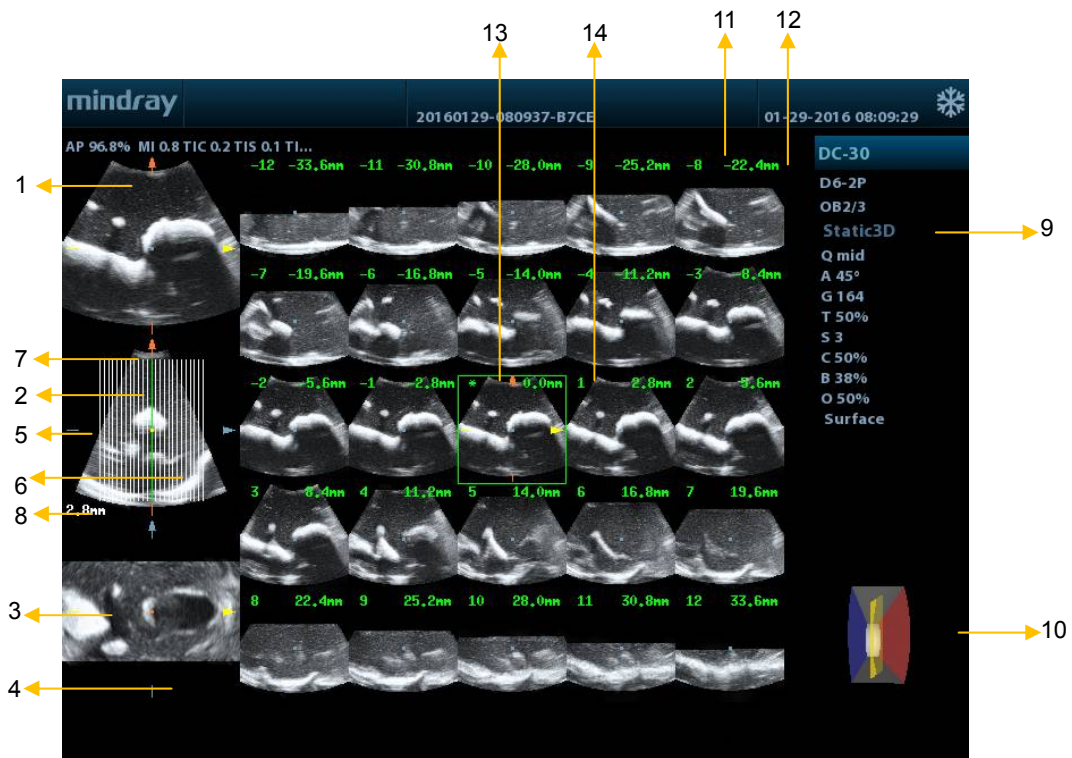 13 14 11 12
mindray
20160129-080937-B7CE
01-29-2016 08:09:29
AP 96.8% MI 0.8 TIC 0.2 TIS 0.1 TI...
-12 -33.6mm -11 -30.8mm -10 -28.0mm -9 -25.2mm -8 -22.4mm
-7 -19.6mm -6 -16.8mm -5 -14.0mm -4 -11.2mm -3 -8.4mm
-2 -5.6mm -1 -2.8mm * 0.0mm 1 2.8mm 2 5.6mm
3 8.4mm 4 11.2mm 5 14.0mm 6 16.8mm 7 19.6mm
8 22.4mm 9 25.2mm 10 28.0mm 11 30.8mm 12 33.6mm
1
7
2
5
6
8
2.8mm
3
4
DC-30
D6-2P
OB2/3
Static3D
9
Q mid
A 45°
G 164
T 50%
S 3
C 50%
B 38%
O 50%
Surface
10